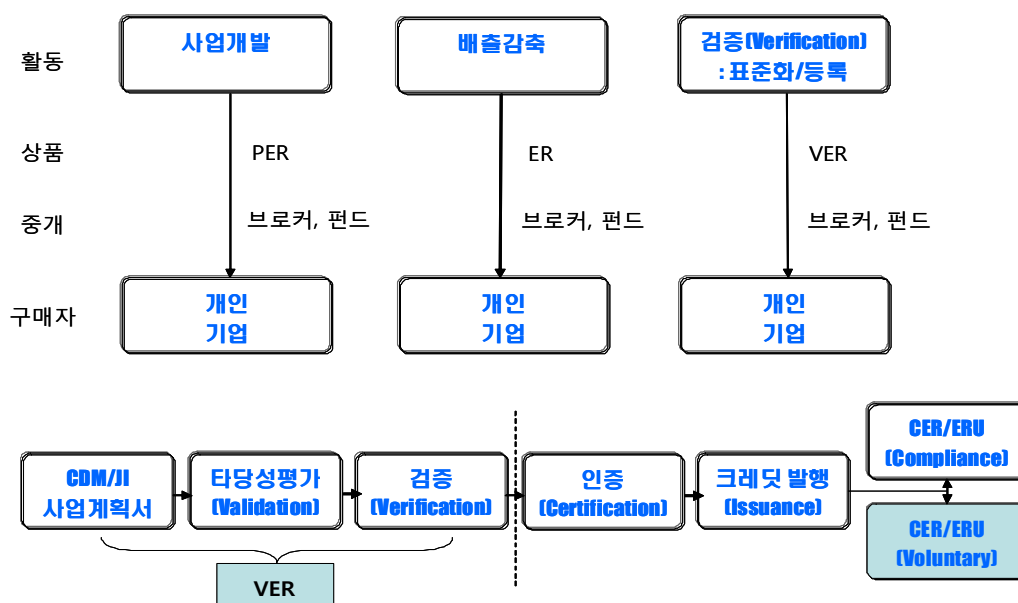 활동
사업개발
배출감축
검증(Verification)
: 표준화/등록
상품
PER
ER
VER
중개
브로커, 펀드
브로커, 펀드
브로커, 펀드
구매자
개인
기업
개인
기업
개인
기업
CDM/JI
사업계획서
타당성평가
(Validation)
검증
(Verification)
인증
(Certification)
크레딧 발행
(Issuance)
CER/ERU
(Compliance)
CER/ERU
(Voluntary)
VER